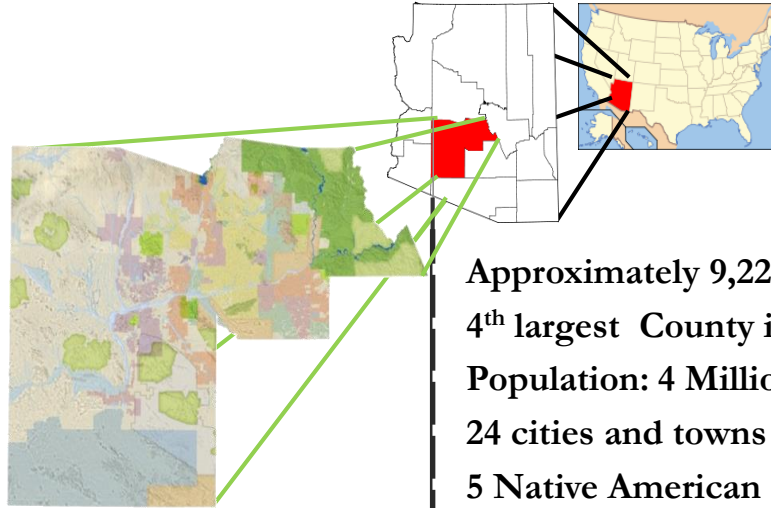 Approximately 9,22
4th largest County i
Population: 4 Millio
24 cities and towns
5 Native American